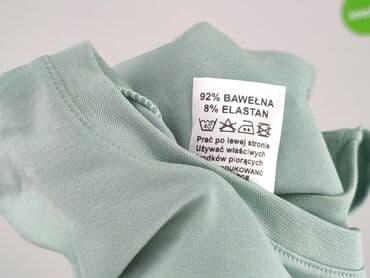 92% BAWEŁNA
8% ELASTAN
Prać po lewej stronie
Używać właściwych
środków piorących